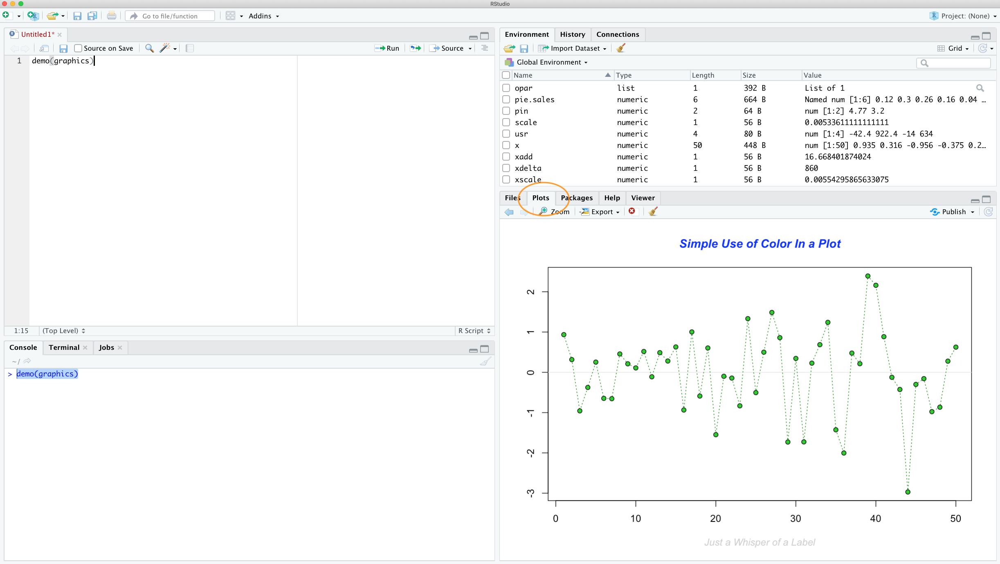 RStudio
Go to file/function Addins Project: (None)
Untitled1*
Source on Save Run Source
1 demo(graphics)
1:15 (Top Level) R Script
Console Terminal Jobs
~/
> demo(graphics)
Environment History Connections
Import Dataset Grid
Global Environment
Name Type Length Size Value
opar list 1 392 B List of 1
pie.sales numeric 6 664 B Named num [1:6] 0.12 0.3 0.26 0.16 0.04 …
pin numeric 2 64 B num [1:2] 4.77 3.2
scale numeric 1 56 B 0.00533611111111111
usr numeric 4 80 B num [1:4] -42.4 922.4 -14 634
x numeric 50 448 B num [1:50] 0.935 0.316 -0.956 -0.375 0.2…
xadd numeric 1 56 B 16.668401874024
xdelta numeric 1 56 B 860
xscale numeric 1 56 B 0.00554295865633075
Files Plots Packages Help Viewer
Zoom Export Publish
Simple Use of Color In a Plot
2
1
0
-1
-2
-3
0 10 20 30 40 50
Just a Whisper of a Label